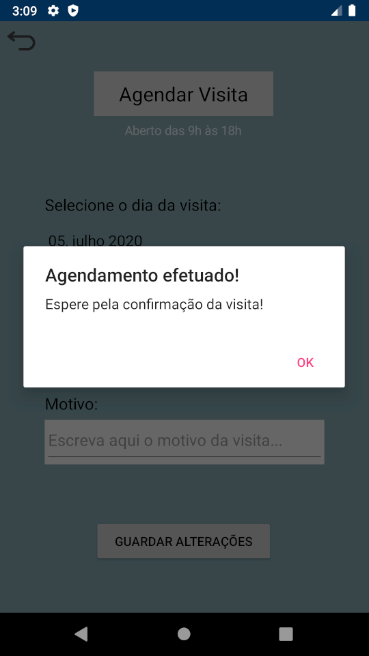 3:09
Agendar Visita
Aberto das 9h às 18h
Selecione o dia da visita:
05, julho 2020
Agendamento efetuado!
Espere pela confirmação da visita!
OK
Motivo:
Escreva aqui o motivo da visita...
GUARDAR ALTERAÇÕES